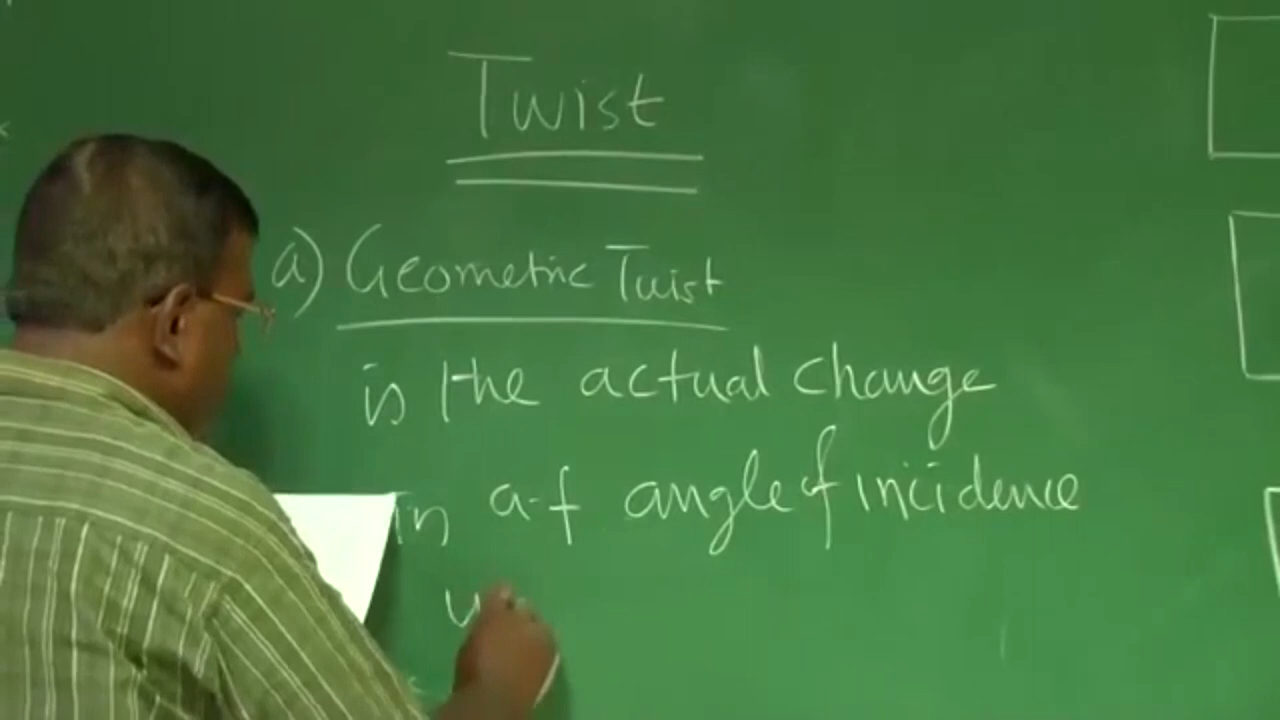 Twist
a) Geometric Twist
is the actual change
in a-f angle of incidence